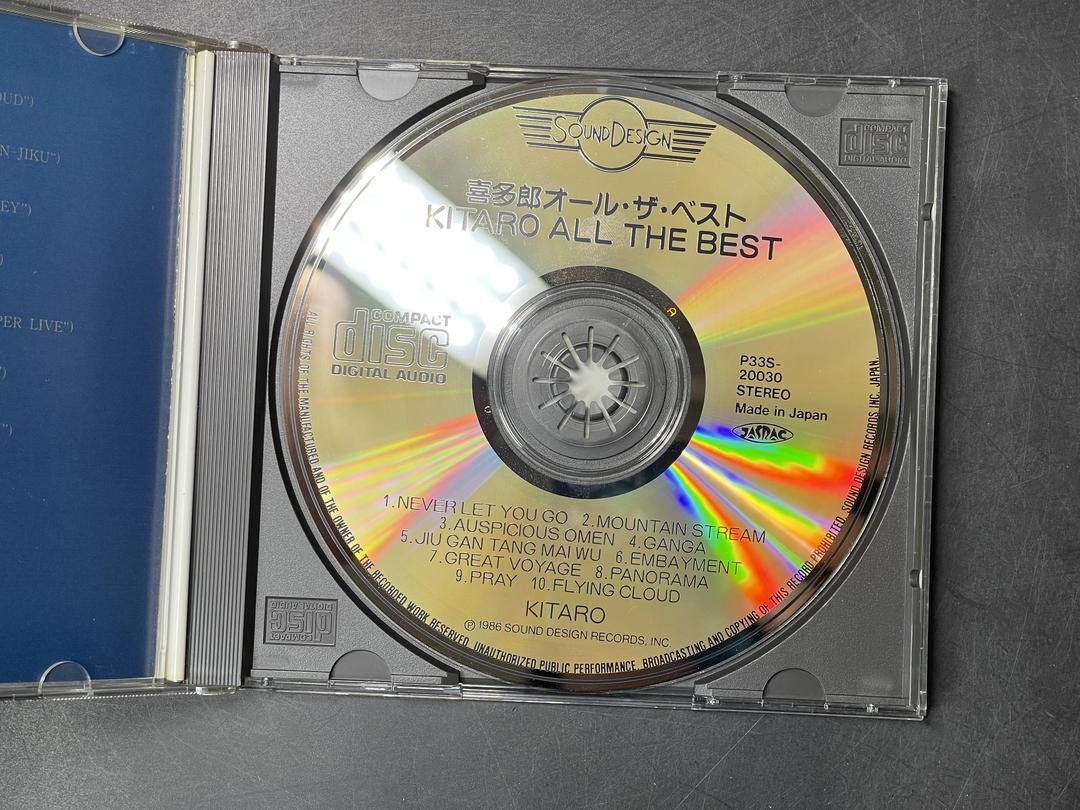 OUD")
N-JIKU")
EY")
)
PER LIVE")
")
")
SOUNDDESIGN
喜多郎オール・ザ・ベスト
KITARO ALL THE BEST
COMPACT
disc
DIGITAL AUDIO
P33S-
20030
STEREO
Made in Japan
JASRAC
1.NEVER LET YOU GO 2.MOUNTAIN STREAM
3.AUSPICIOUS OMEN 4.GANGA
5.JIU GAN TANG MAI WU 6.EMBAYMENT
7.GREAT VOYAGE 8.PANORAMA
9.PRAY 10.FLYING CLOUD
KITARO
Ⓟ 1986 SOUND DESIGN RECORDS, INC.
ALL RIGHTS OF THE MANUFACTURED AND OF THE OWNER OF THE RECORDED WORK RESERVED. UNAUTHORIZED PUBLIC PERFORMANCE, BROADCASTING AND COPYING OF THIS RECORD PROHIBITED. SOUND DESIGN RECORDS INC. JAPAN.
COMPACT
disc
DIGITAL AUDIO
COMPACT
disc
DIGITAL AUDIO